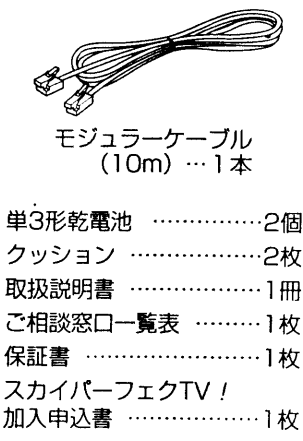 モジュラーケーブル
(10m) … 1本
単3形乾電池 ……………2個
クッション ………………2枚
取扱説明書 ………………1冊
ご相談窓口一覧表 ………1枚
保証書 ……………………1枚
スカイパーフェクTV！
加入申込書 ………………1枚